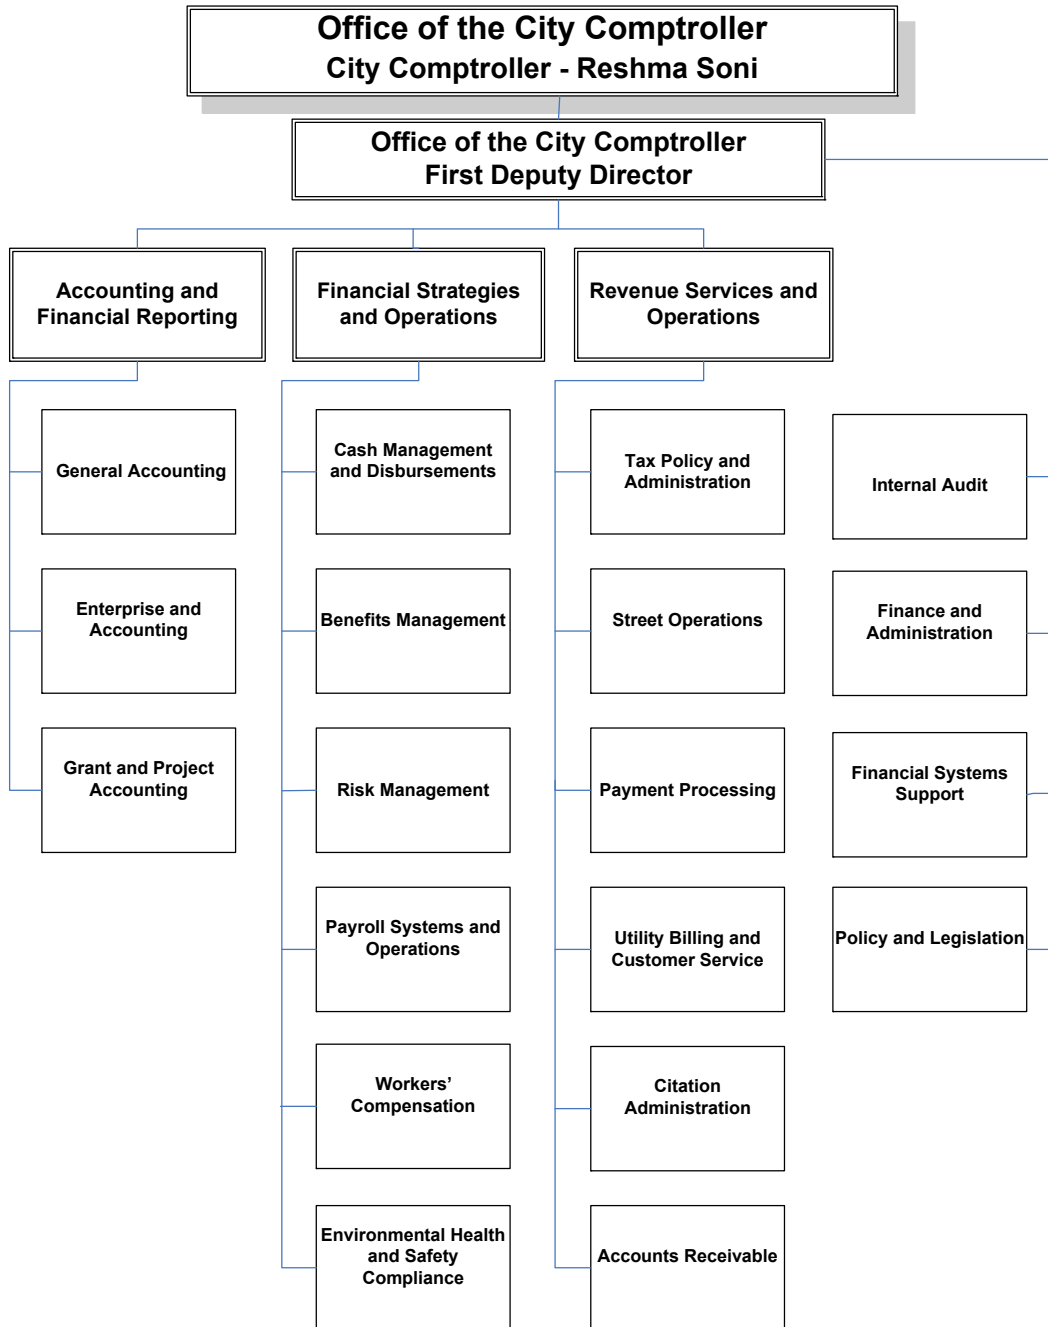 Office of the City Comptroller
City Comptroller - Reshma Soni
Office of the City Comptroller
First Deputy Director
Accounting and
Financial Reporting
Financial Strategies
and Operations
Revenue Services and
Operations
General Accounting
Enterprise and
Accounting
Grant and Project
Accounting
Cash Management
and Disbursements
Benefits Management
Risk Management
Payroll Systems and
Operations
Workers’
Compensation
Environmental Health
and Safety
Compliance
Tax Policy and
Administration
Street Operations
Payment Processing
Utility Billing and
Customer Service
Citation
Administration
Accounts Receivable
Internal Audit
Finance and
Administration
Financial Systems
Support
Policy and Legislation